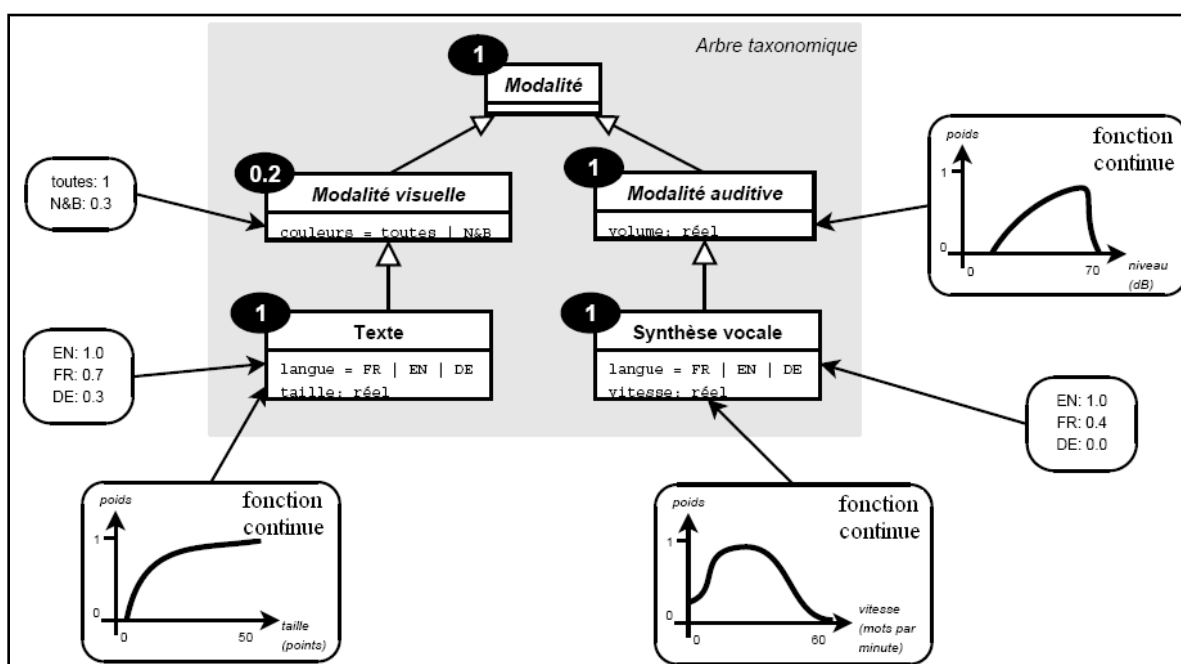 Arbre taxonomique
1
Modalité
0.2
Modalité visuelle
couleurs = toutes | N&B
1
Modalité auditive
volume: réel
toutes: 1
N&B: 0.3
poids
fonction
continue
1
0
0
70
niveau
(dB)
1
Texte
langue = FR | EN | DE
taille: réel
1
Synthèse vocale
langue = FR | EN | DE
vitesse: réel
EN: 1.0
FR: 0.7
DE: 0.3
EN: 1.0
FR: 0.4
DE: 0.0
poids
fonction
continue
1
0
0
50
taille
(points)
poids
fonction
continue
1
0
0
60
vitesse
(mots par
minute)